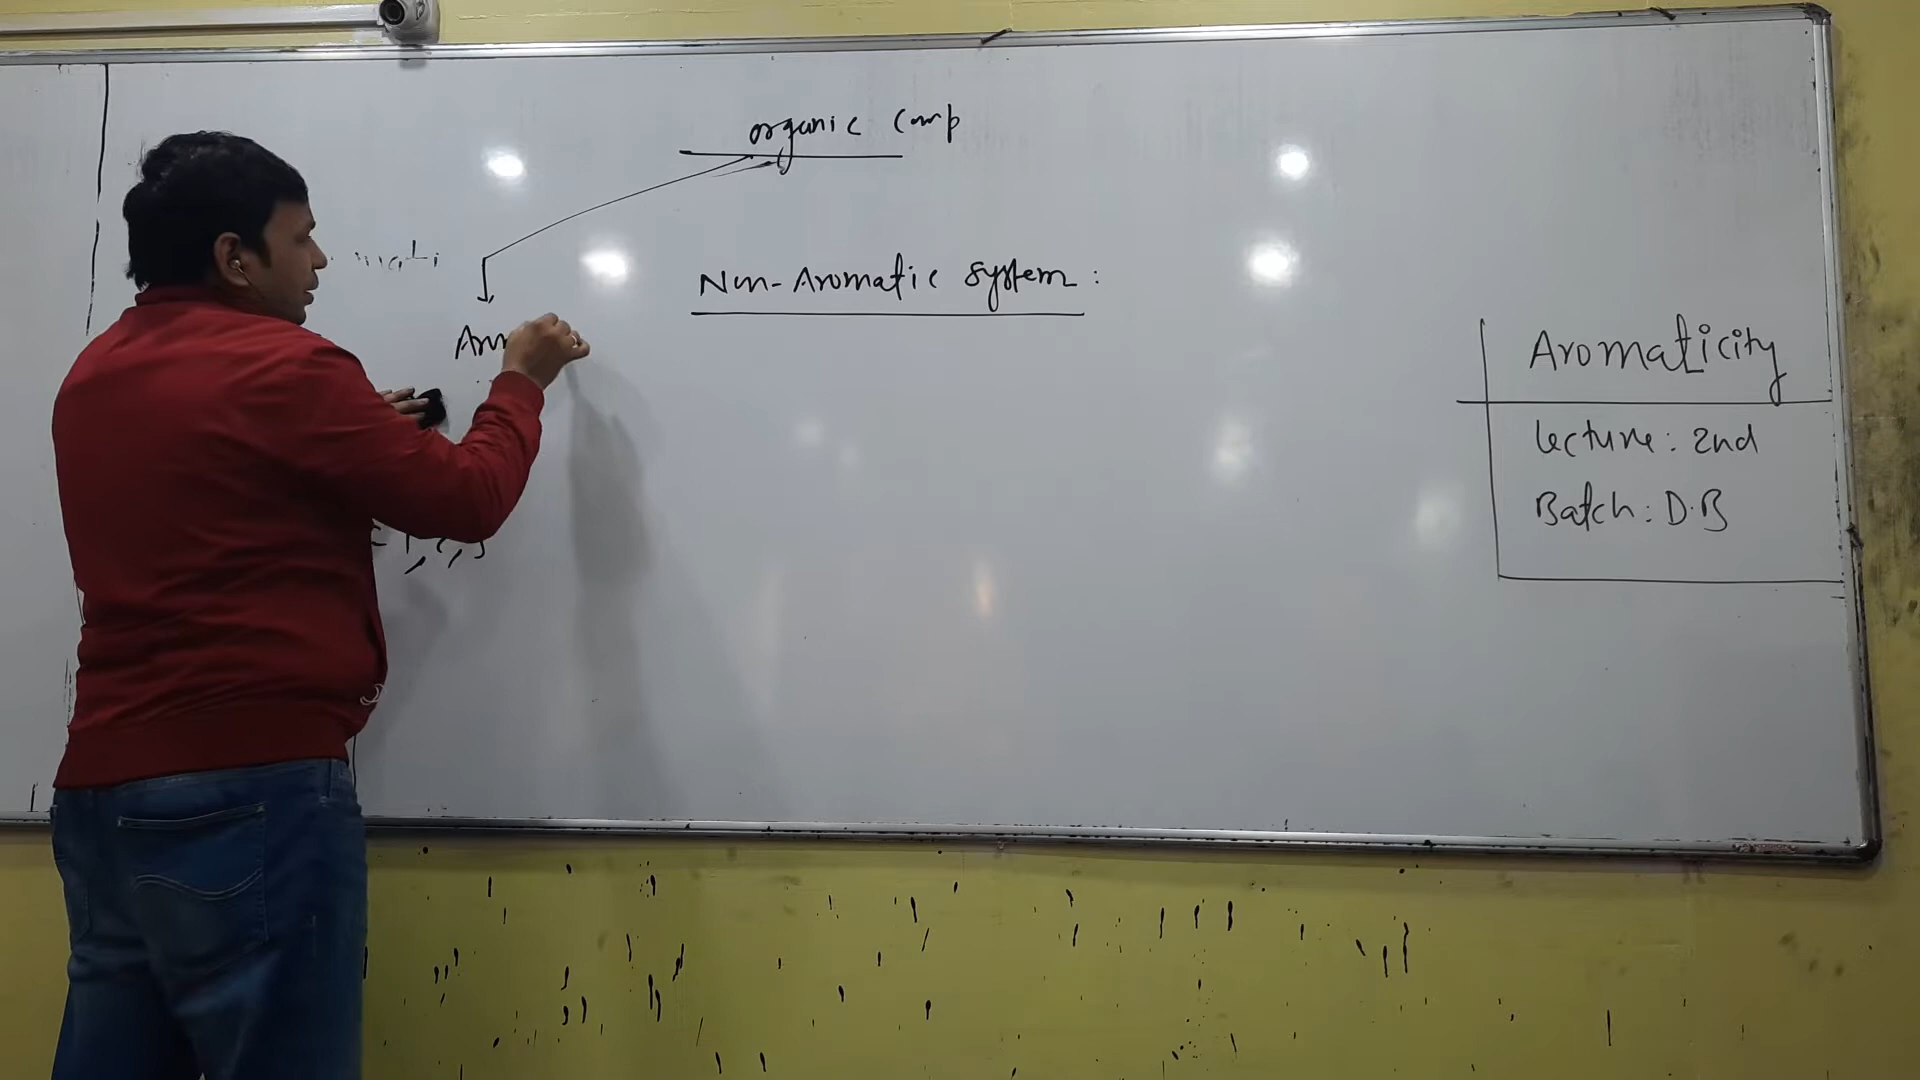 organic comp
Non-Aromatic system:
Aromaticity
Lecture: 2nd
Batch: D.B